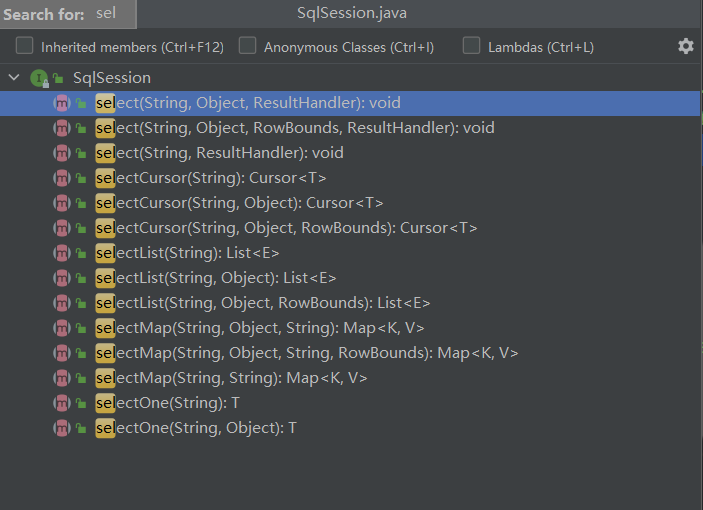 Search for: sel SqlSession.java
Inherited members (Ctrl+F12) Anonymous Classes (Ctrl+I) Lambdas (Ctrl+L)
I SqlSession
m select(String, Object, ResultHandler): void
m select(String, Object, RowBounds, ResultHandler): void
m select(String, ResultHandler): void
m selectCursor(String): Cursor<T>
m selectCursor(String, Object): Cursor<T>
m selectCursor(String, Object, RowBounds): Cursor<T>
m selectList(String): List<E>
m selectList(String, Object): List<E>
m selectList(String, Object, RowBounds): List<E>
m selectMap(String, Object, String): Map<K, V>
m selectMap(String, Object, String, RowBounds): Map<K, V>
m selectMap(String, String): Map<K, V>
m selectOne(String): T
m selectOne(String, Object): T